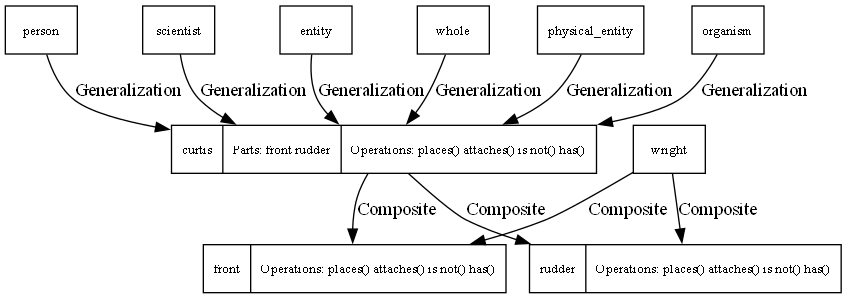 person scientist entity whole physical_entity organism
Generalization Generalization Generalization Generalization Generalization Generalization
curtis Parts: front rudder Operations: places() attaches() is not() has() wright
Composite Composite Composite Composite
front Operations: places() attaches() is not() has() rudder Operations: places() attaches() is not() has()